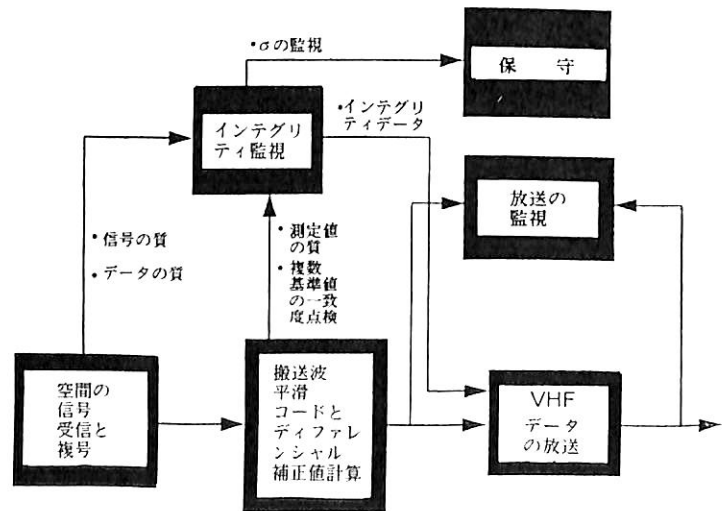 ・σの監視
保 守
インテグリ
ティ監視
・インテグリ
ティデータ
放送の
監視
・信号の質
・データの質
・測定値
の質
・複数
基準値
の一致
度点検
空間の
信号
受信と
複号
搬送波
平滑
コードと
ディファレ
ンシャル
補正値計算
VHF
データ
の放送